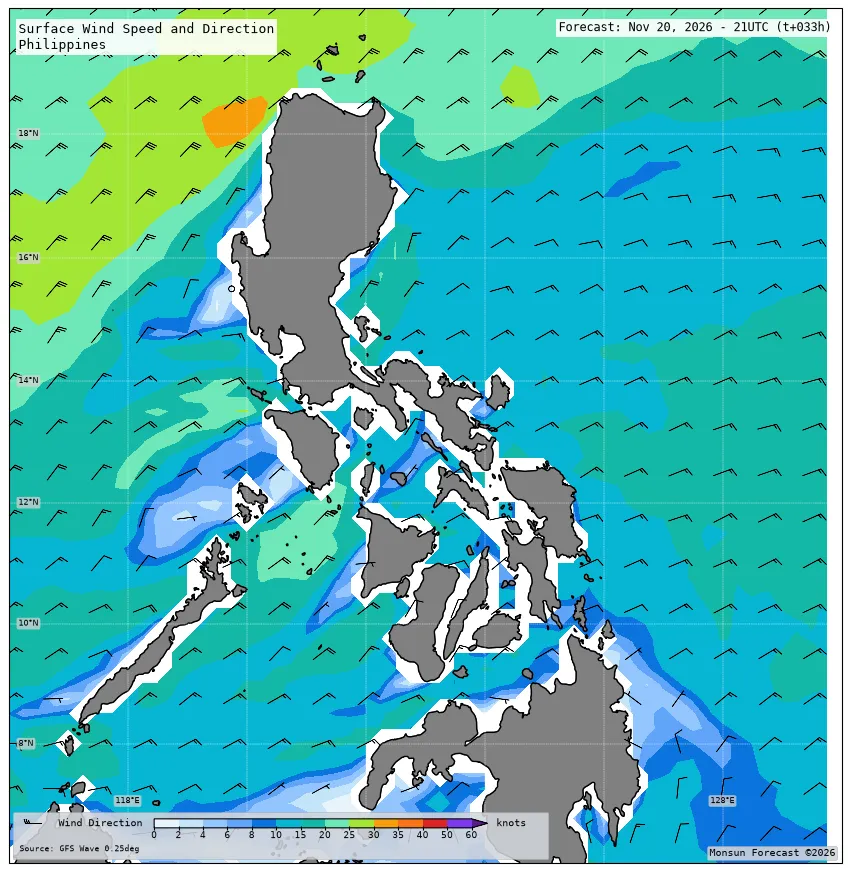 Surface Wind Speed and Direction
Philippines
Forecast: Nov 20, 2026 - 21UTC (t+033h)
18°N
16°N
14°N
12°N
10°N
8°N
118°E
128°E
Wind Direction
0 2 4 6 8 10 15 20 25 30 35 40 50 60
knots
Source: GFS Wave 0.25deg
Monsun Forecast ©2026